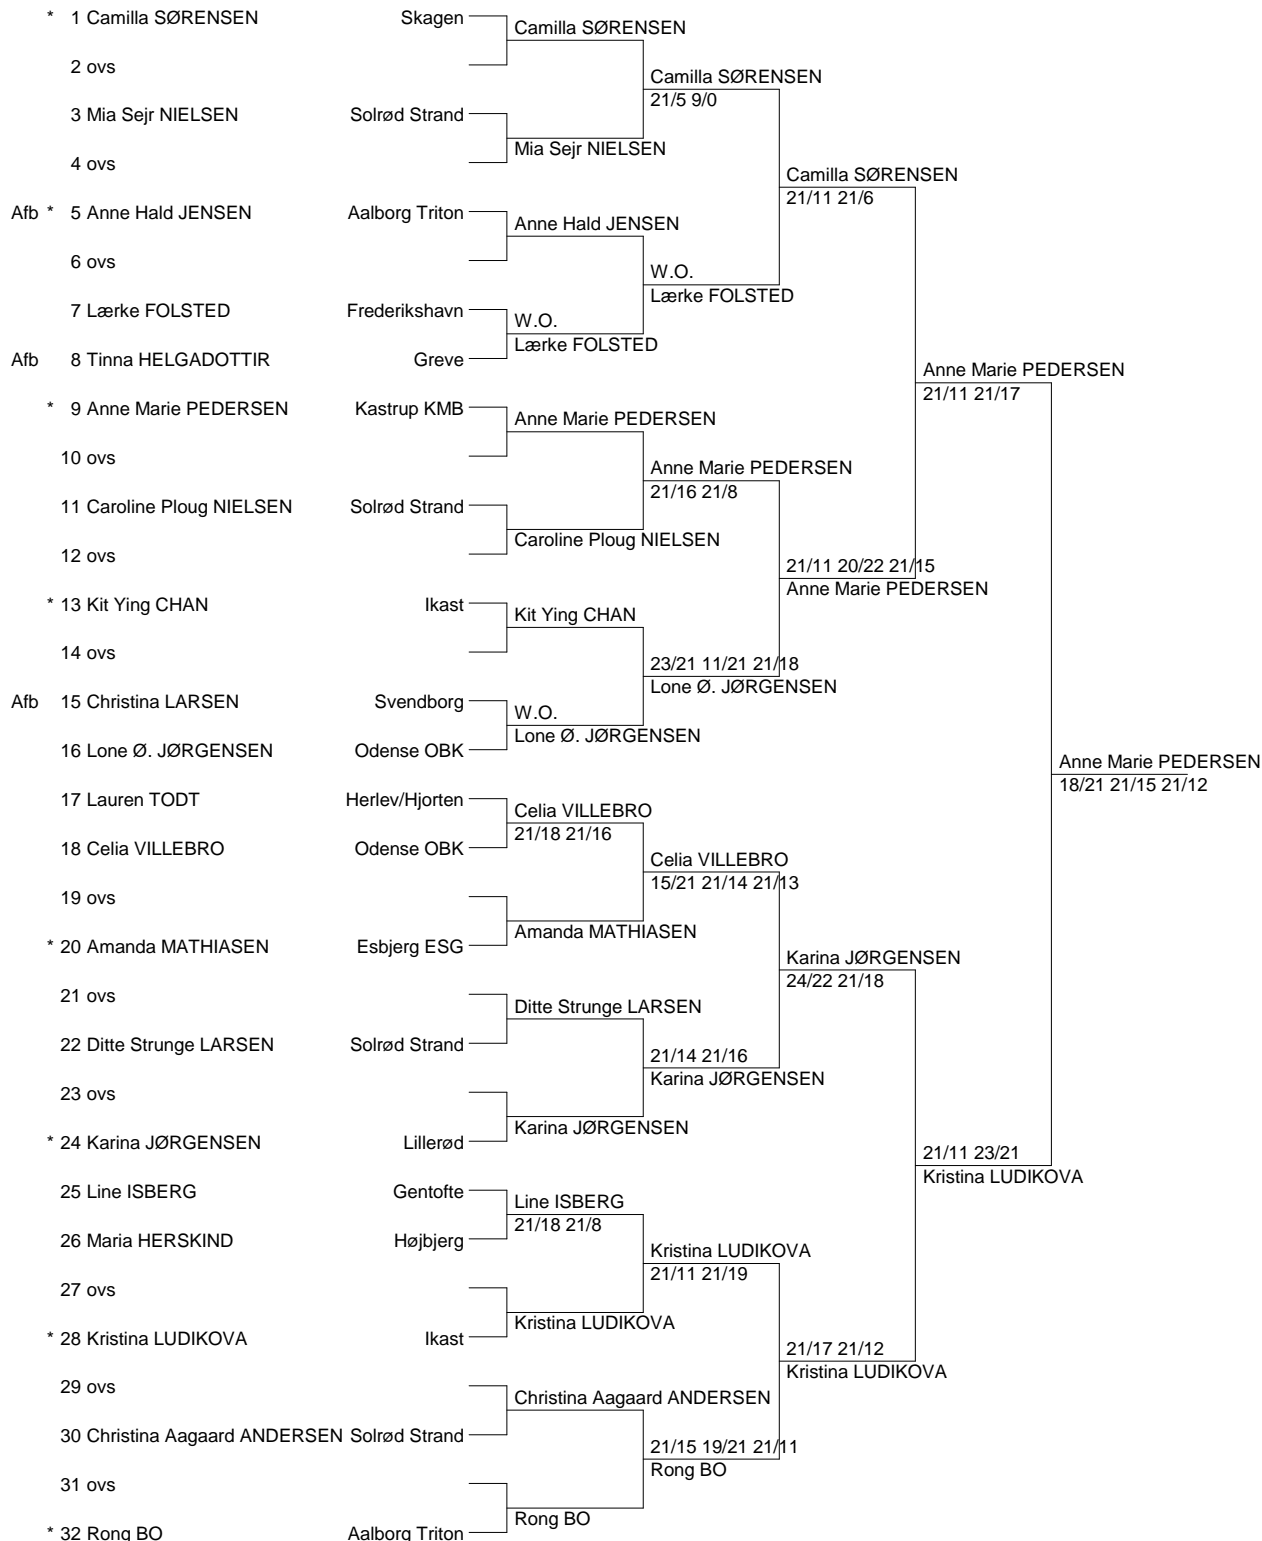 * 1 Camilla SØRENSEN Skagen
Camilla SØRENSEN
2 ovs
Camilla SØRENSEN
21/5 9/0
3 Mia Sejr NIELSEN Solrød Strand
Mia Sejr NIELSEN
4 ovs
Camilla SØRENSEN
21/11 21/6
Afb * 5 Anne Hald JENSEN Aalborg Triton
Anne Hald JENSEN
6 ovs
W.O.
Lærke FOLSTED
7 Lærke FOLSTED Frederikshavn
W.O.
Lærke FOLSTED
Afb 8 Tinna HELGADOTTIR Greve
Anne Marie PEDERSEN
21/11 21/17
* 9 Anne Marie PEDERSEN Kastrup KMB
Anne Marie PEDERSEN
10 ovs
Anne Marie PEDERSEN
21/16 21/8
11 Caroline Ploug NIELSEN Solrød Strand
Caroline Ploug NIELSEN
12 ovs
21/11 20/22 21/15
Anne Marie PEDERSEN
* 13 Kit Ying CHAN Ikast
Kit Ying CHAN
14 ovs
23/21 11/21 21/18
Lone Ø. JØRGENSEN
Afb 15 Christina LARSEN Svendborg
W.O.
Lone Ø. JØRGENSEN
16 Lone Ø. JØRGENSEN Odense OBK
Anne Marie PEDERSEN
18/21 21/15 21/12
17 Lauren TODT Herlev/Hjorten
Celia VILLEBRO
21/18 21/16
18 Celia VILLEBRO Odense OBK
Celia VILLEBRO
15/21 21/14 21/13
19 ovs
Amanda MATHIASEN
* 20 Amanda MATHIASEN Esbjerg ESG
Karina JØRGENSEN
24/22 21/18
21 ovs
Ditte Strunge LARSEN
22 Ditte Strunge LARSEN Solrød Strand
21/14 21/16
Karina JØRGENSEN
23 ovs
Karina JØRGENSEN
* 24 Karina JØRGENSEN Lillerød
21/11 23/21
Kristina LUDIKOVA
25 Line ISBERG Gentofte
Line ISBERG
21/18 21/8
26 Maria HERSKIND Højbjerg
Kristina LUDIKOVA
21/11 21/19
27 ovs
Kristina LUDIKOVA
* 28 Kristina LUDIKOVA Ikast
21/17 21/12
Kristina LUDIKOVA
29 ovs
Christina Aagaard ANDERSEN
30 Christina Aagaard ANDERSEN Solrød Strand
21/15 19/21 21/11
Rong BO
31 ovs
Rong BO
* 32 Rong BO Aalborg Triton